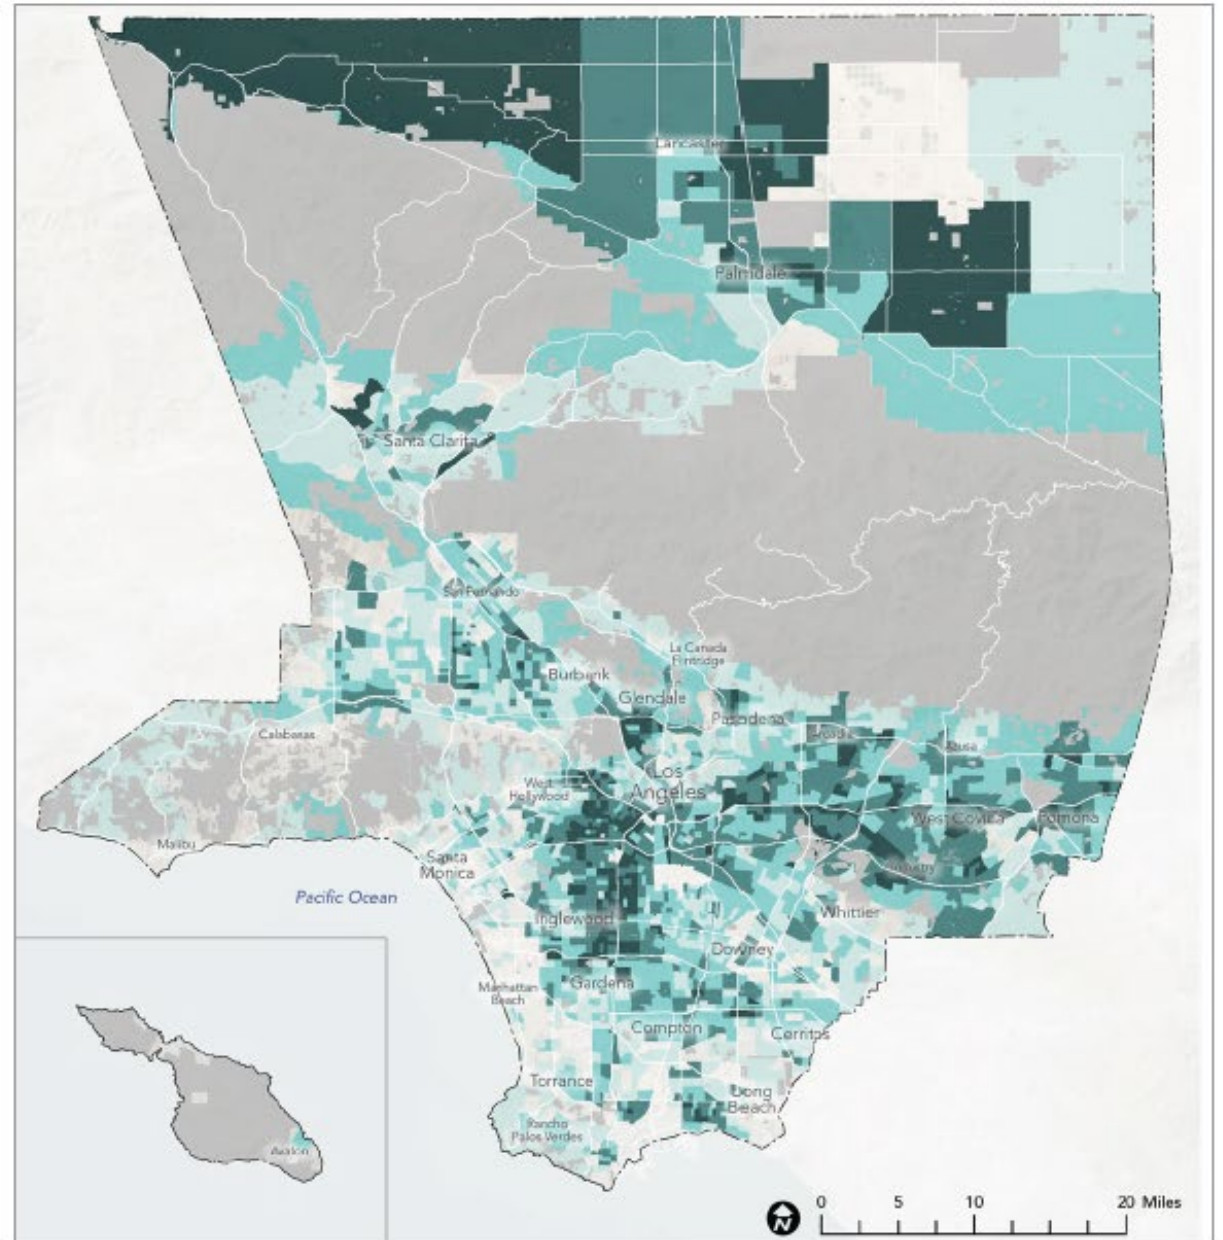 Lancaster
Palmdale
Santa Clarita
San Fernando
La Canada
Flintridge
Burbank
Glendale
Pasadena
Arcadia
Azusa
Calabasas
West
Hollywood
Los
Angeles
West Covina
Pomona
Malibu
Santa
Monica
Industry
Pacific Ocean
Inglewood
Whittier
Downey
Manhattan
Beach
Gardena
Compton
Cerritos
Torrance
Long
Beach
Rancho
Palos Verdes
Avalon
N
0 5 10 20 Miles